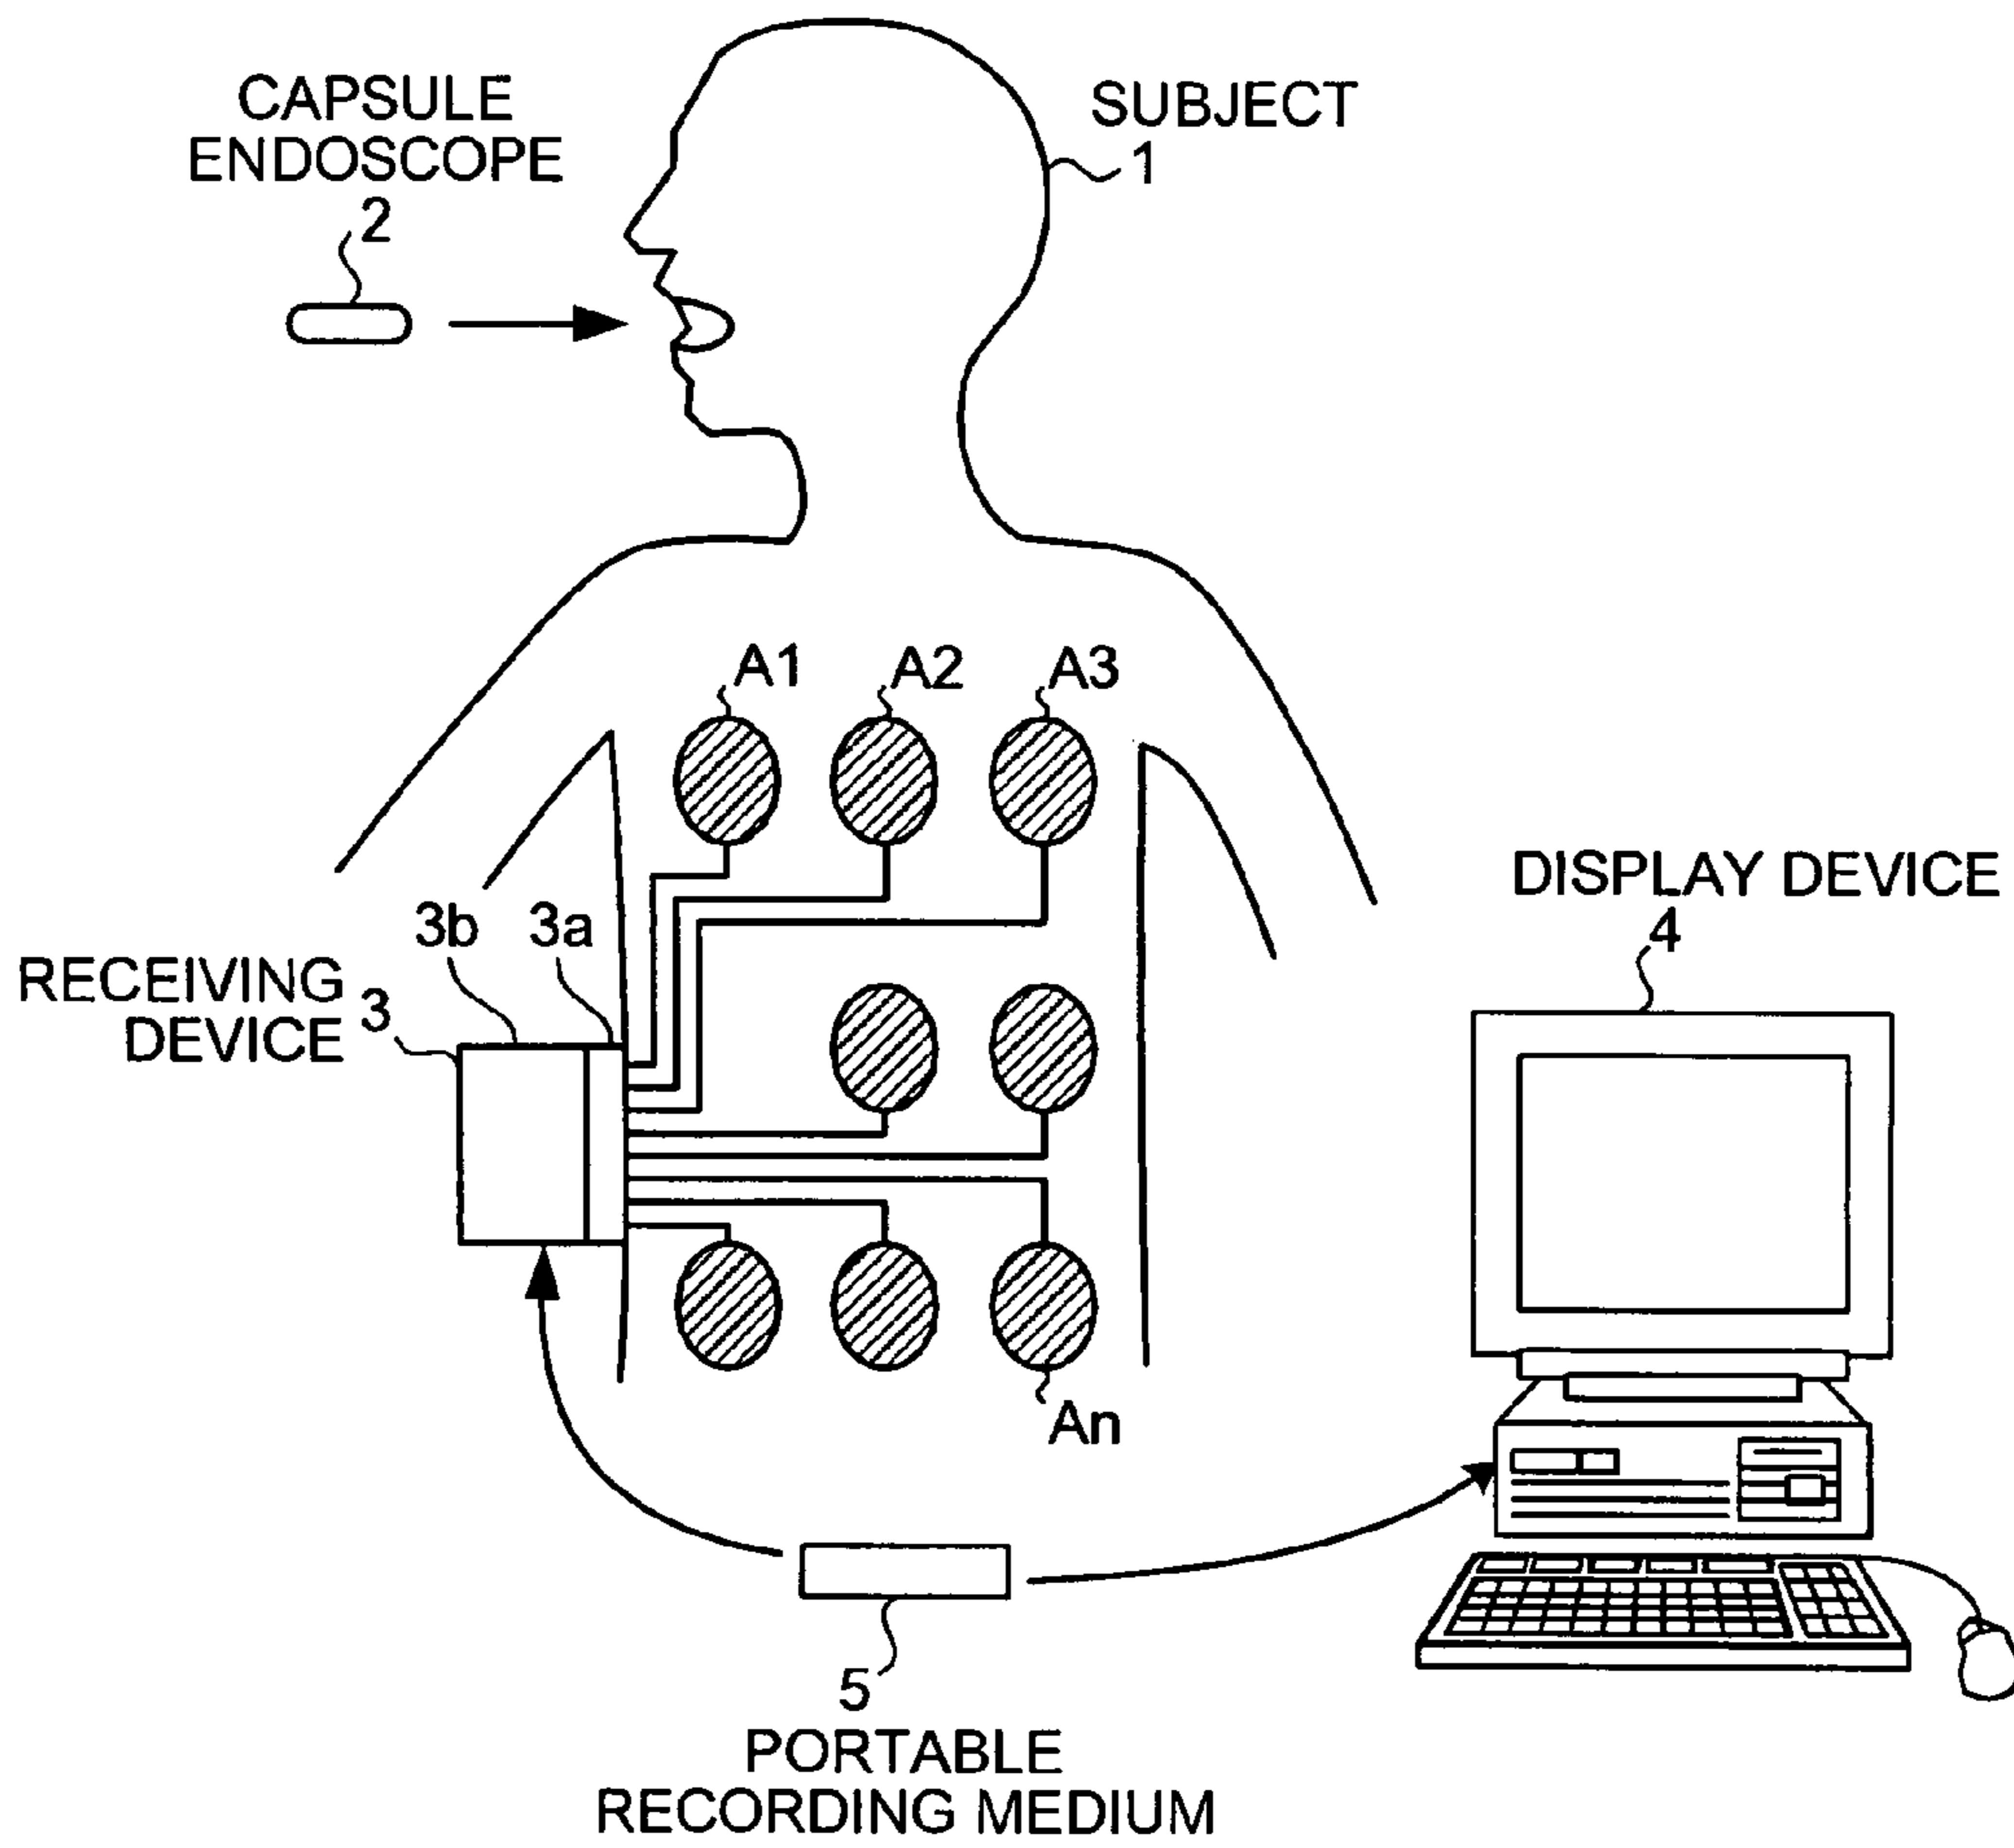 CAPSULE
ENDOSCOPE
2
SUBJECT
1
A1
A2
A3
3b
3a
RECEIVING
DEVICE
3
DISPLAY DEVICE
4
An
5
PORTABLE
RECORDING MEDIUM